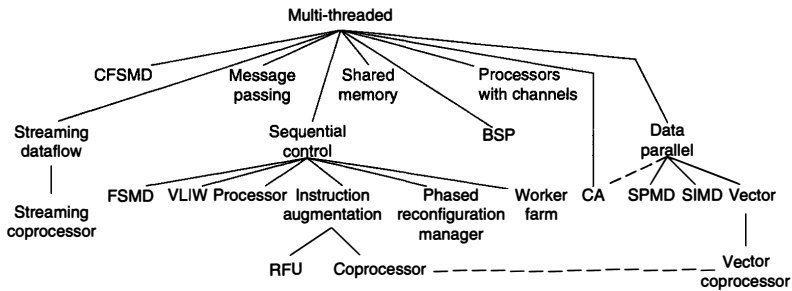 Multi-threaded
CFSMD
Message
passing
Shared
memory
Processors
with channels
BSP
Streaming
dataflow
Sequential
control
Data
parallel
FSMD
VLIW
Processor
Instruction
augmentation
Phased
reconfiguration
manager
Worker
farm
CA
SPMD
SIMD
Vector
Streaming
coprocessor
RFU
Coprocessor
Vector
coprocessor